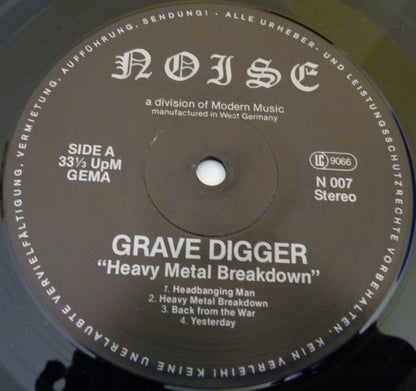 ALLE URHEBER- UND LEISTUNGSSCHUTZRECHTE VORBEHALTEN. KEIN VERLEIH! KEINE UNERLAUBTE VERVIELFÄLTIGUNG, VERMIETUNG, AUFFÜHRUNG, SENDUNG! -
NOISE
a division of Modern Music
manufactured in West Germany
SIDE A
33⅓ UpM
GEMA
LC 9066
N 007
Stereo
GRAVE DIGGER
“Heavy Metal Breakdown”
1. Headbanging Man
2. Heavy Metal Breakdown
3. Back from the War
4. Yesterday